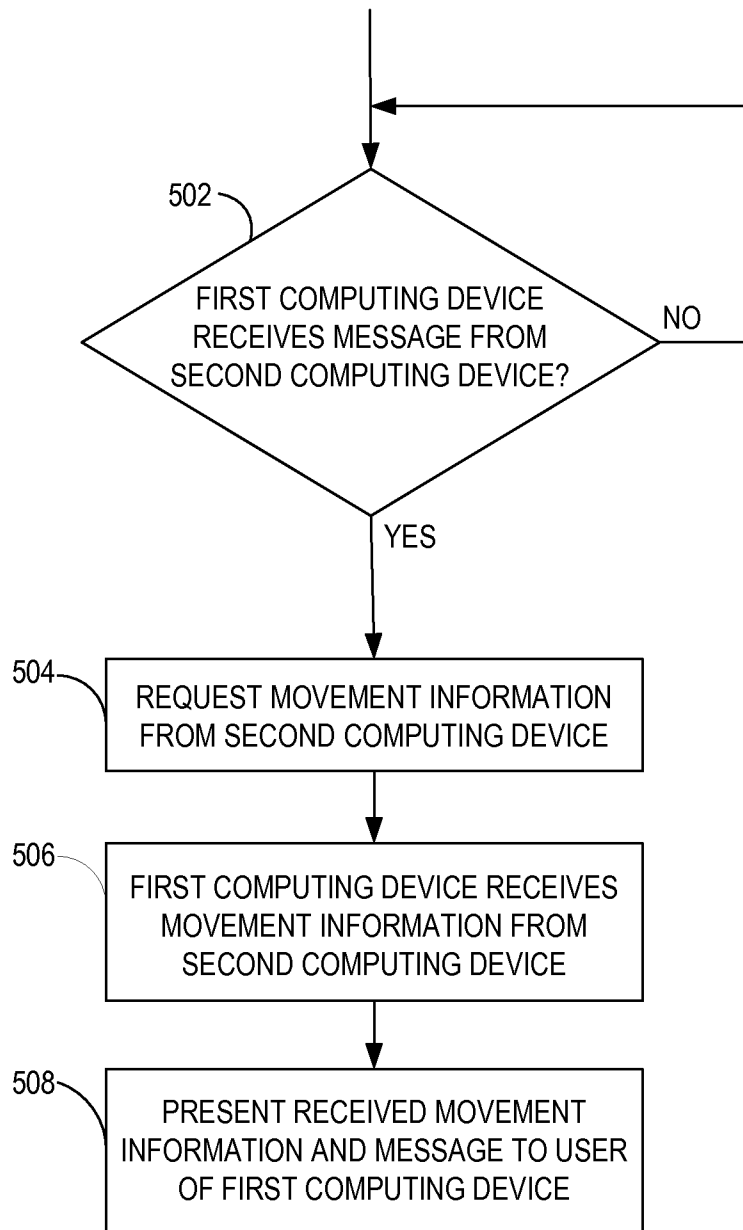 502
FIRST COMPUTING DEVICE
RECEIVES MESSAGE FROM
SECOND COMPUTING DEVICE?
NO
YES
504
REQUEST MOVEMENT INFORMATION
FROM SECOND COMPUTING DEVICE
506
FIRST COMPUTING DEVICE RECEIVES
MOVEMENT INFORMATION FROM
SECOND COMPUTING DEVICE
508
PRESENT RECEIVED MOVEMENT
INFORMATION AND MESSAGE TO USER
OF FIRST COMPUTING DEVICE